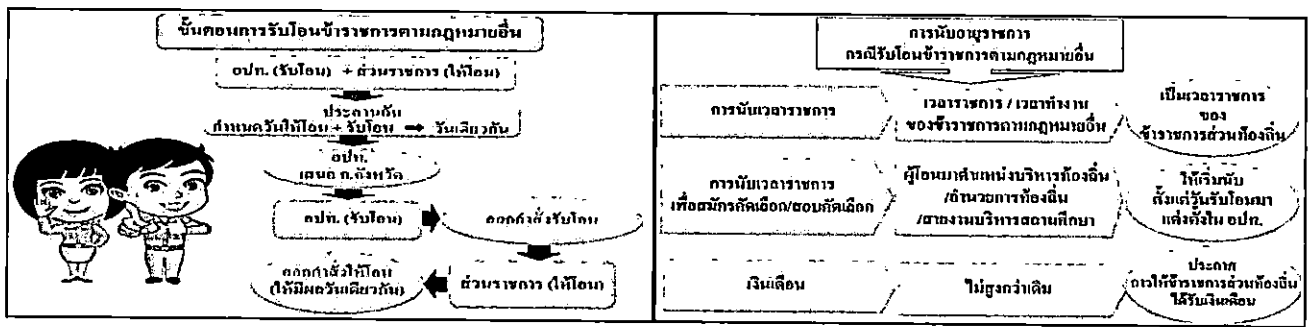 ขั้นตอนการรับโอนข้าราชการตามกฎหมายอื่น
อปท. (รับโอน) + ส่วนราชการ (ให้โอน)
ประสานกัน
กำหนดวันให้โอน + รับโอน ➡ วันเดียวกัน
อปท.
เสนอ ก.จังหวัด
อปท. (รับโอน)
ออกคำสั่งรับโอน
ส่วนราชการ (ให้โอน)
ออกคำสั่งให้โอน
(ให้มีผลวันเดียวกัน)
การนับอายุราชการ
กรณีรับโอนข้าราชการตามกฎหมายอื่น
การนับเวลาราชการ
เวลาราชการ / เวลาทำงาน
ของข้าราชการตามกฎหมายอื่น
เป็นเวลาราชการ
ของ
ข้าราชการส่วนท้องถิ่น
การนับเวลาราชการ
เพื่อสมัครคัดเลือก/สอบคัดเลือก
ผู้โอนมาตำแหน่งบริหารท้องถิ่น
/อำนวยการท้องถิ่น
/สายงานบริหารสถานศึกษา
ให้เริ่มนับ
ตั้งแต่วันรับโอนมา
แต่งตั้งใน อปท.
เงินเดือน
ไม่สูงกว่าเดิม
ประกาศ
การให้ข้าราชการส่วนท้องถิ่น
ได้รับเงินเดือน